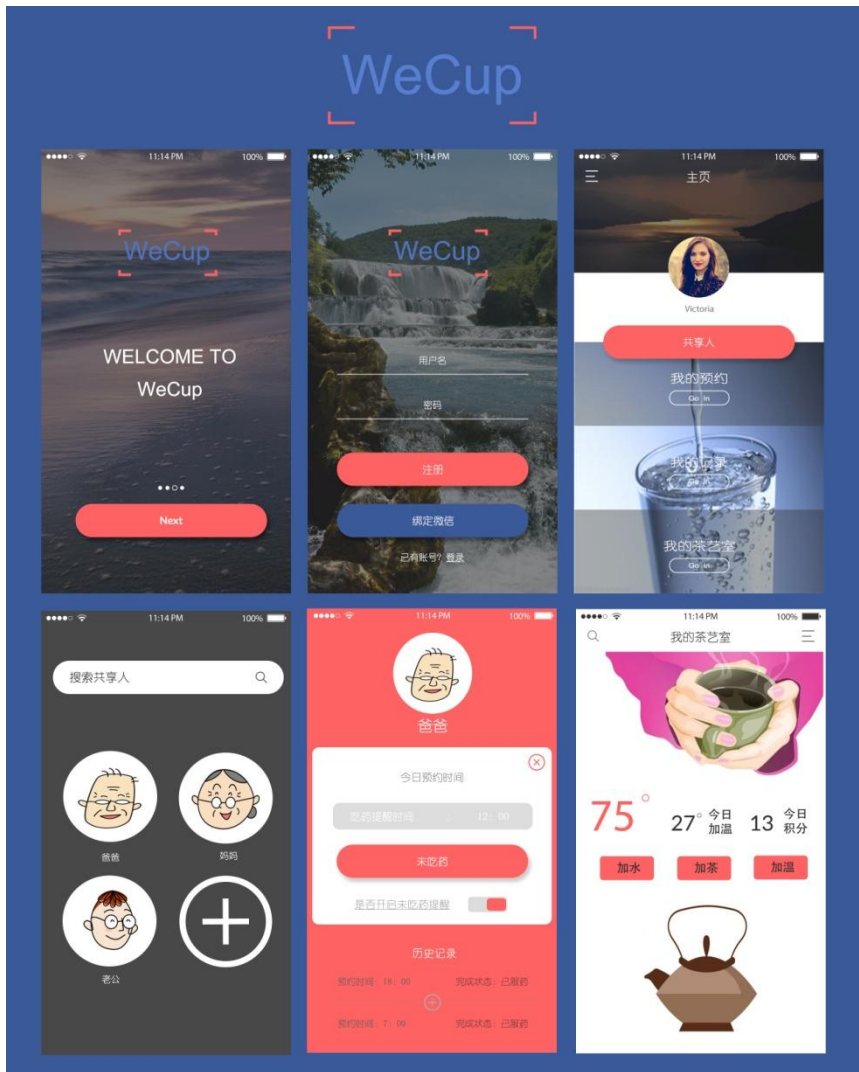 WeCup
11:14 PM
100%
WeCup
WELCOME TO
WeCup
Next
11:14 PM
100%
WeCup
用户名
密码
注册
绑定微信
已有账号? 登录
11:14 PM
100%
主页
Victoria
共享人
我的预约
Go in
我的记录
Go in
我的茶艺室
Go in
11:14 PM
100%
搜索共享人
爸爸
妈妈
老公
11:14 PM
100%
爸爸
今日预约时间
吃药提醒时间 : 12:00
未吃药
是否开启未吃药提醒
历史记录
预约时间:18:00 完成状态:已服药
预约时间:7:00 完成状态:已服药
11:14 PM
100%
我的茶艺室
75°
27° 今日加温
13 今日积分
加水
加茶
加温